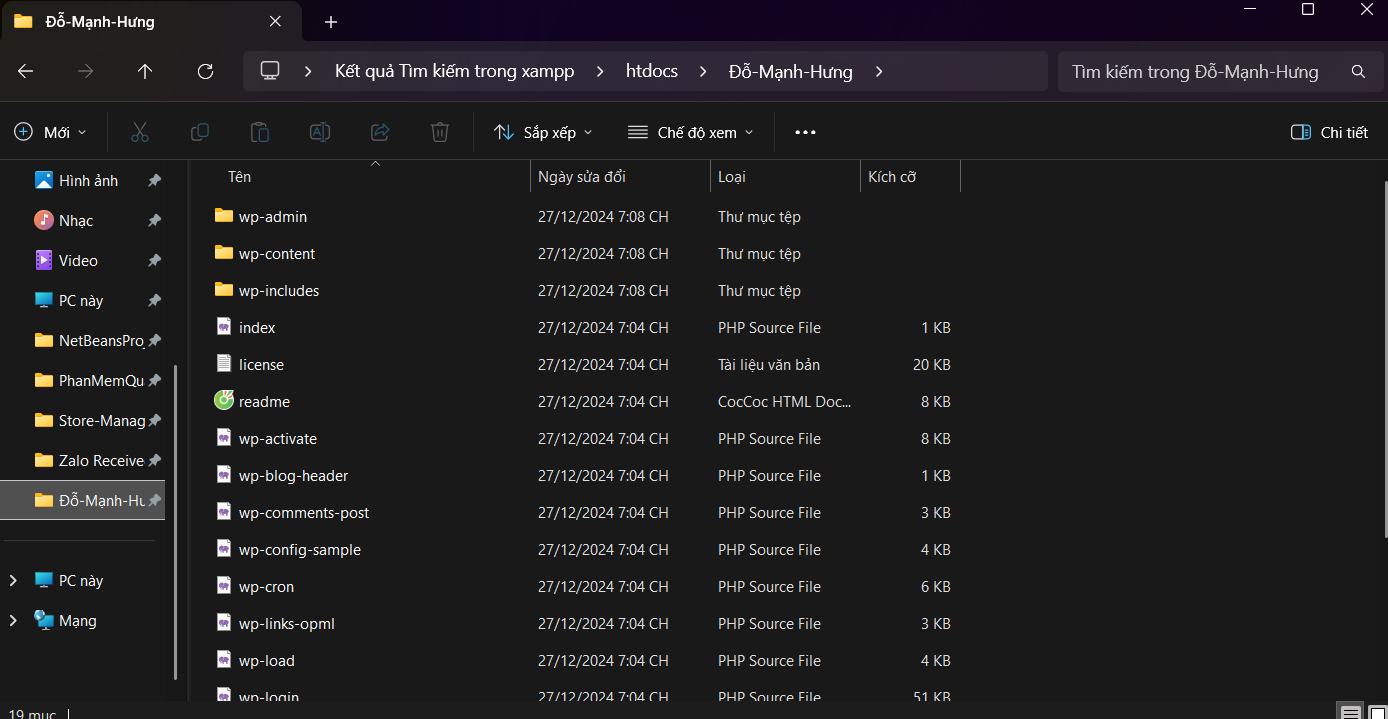 Đỗ-Mạnh-Hưng
Kết quả Tìm kiếm trong xampp htdocs Đỗ-Mạnh-Hưng
Tìm kiếm trong Đỗ-Mạnh-Hưng
Mới Sắp xếp Chế độ xem Chi tiết
Hình ảnh
Nhạc
Video
PC này
NetBeansProj
PhanMemQu
Store-Manag
Zalo Receive
Đỗ-Mạnh-Hư
PC này
Mạng
Tên Ngày sửa đổi Loại Kích cỡ
wp-admin 27/12/2024 7:08 CH Thư mục tệp
wp-content 27/12/2024 7:08 CH Thư mục tệp
wp-includes 27/12/2024 7:08 CH Thư mục tệp
index 27/12/2024 7:04 CH PHP Source File 1 KB
license 27/12/2024 7:04 CH Tài liệu văn bản 20 KB
readme 27/12/2024 7:04 CH CocCoc HTML Doc... 8 KB
wp-activate 27/12/2024 7:04 CH PHP Source File 8 KB
wp-blog-header 27/12/2024 7:04 CH PHP Source File 1 KB
wp-comments-post 27/12/2024 7:04 CH PHP Source File 3 KB
wp-config-sample 27/12/2024 7:04 CH PHP Source File 4 KB
wp-cron 27/12/2024 7:04 CH PHP Source File 6 KB
wp-links-opml 27/12/2024 7:04 CH PHP Source File 3 KB
wp-load 27/12/2024 7:04 CH PHP Source File 4 KB
wp-login 27/12/2024 7:04 CH PHP Source File 51 KB
19 mục